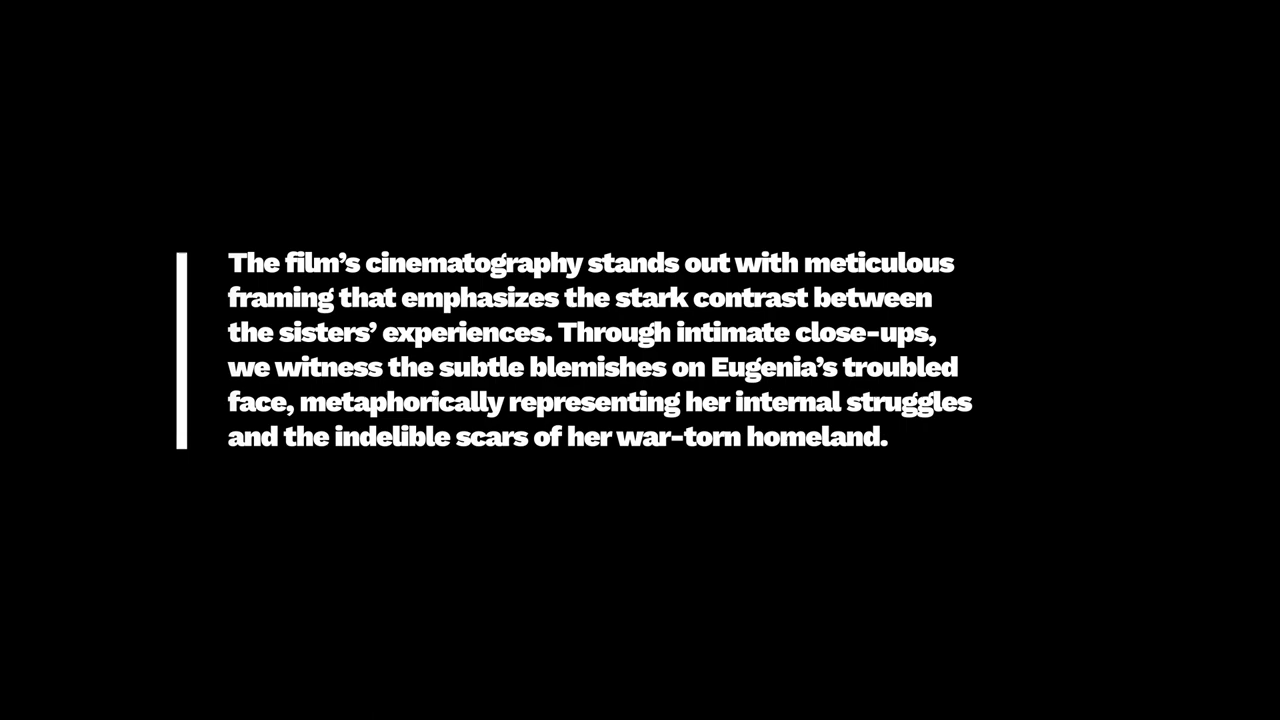 The film’s cinematography stands out with meticulous
framing that emphasizes the stark contrast between
the sisters’ experiences. Through intimate close-ups,
we witness the subtle blemishes on Eugenia’s troubled
face, metaphorically representing her internal struggles
and the indelible scars of her war-torn homeland.